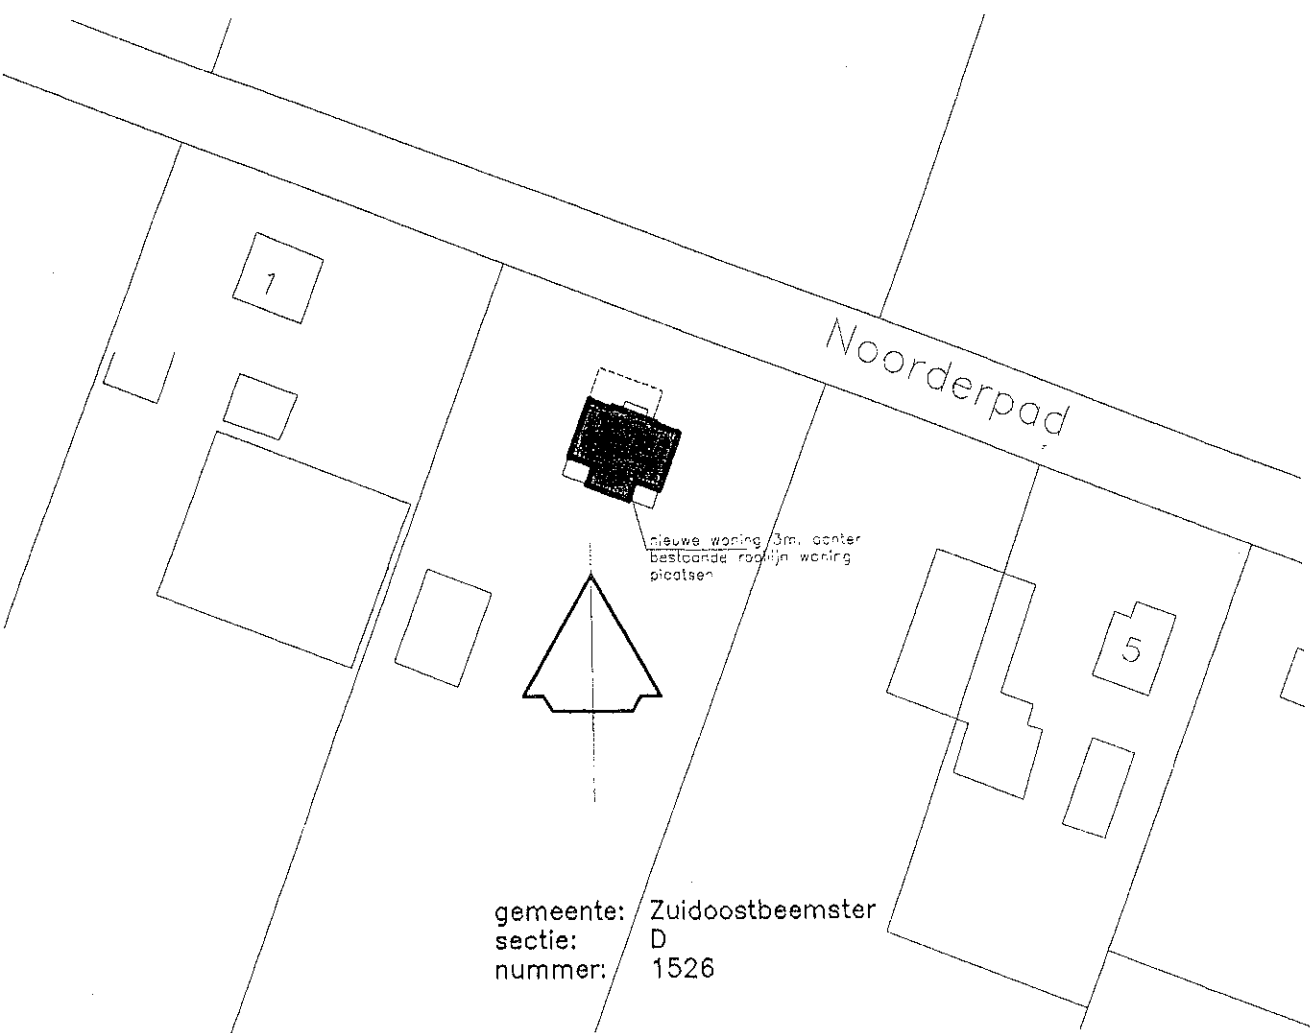 1
Noorderpad
nieuwe woning 3m. achter
bestaande rooilijn woning
plaatsen
5
gemeente: Zuidoostbeemster
sectie: D
nummer: 1526